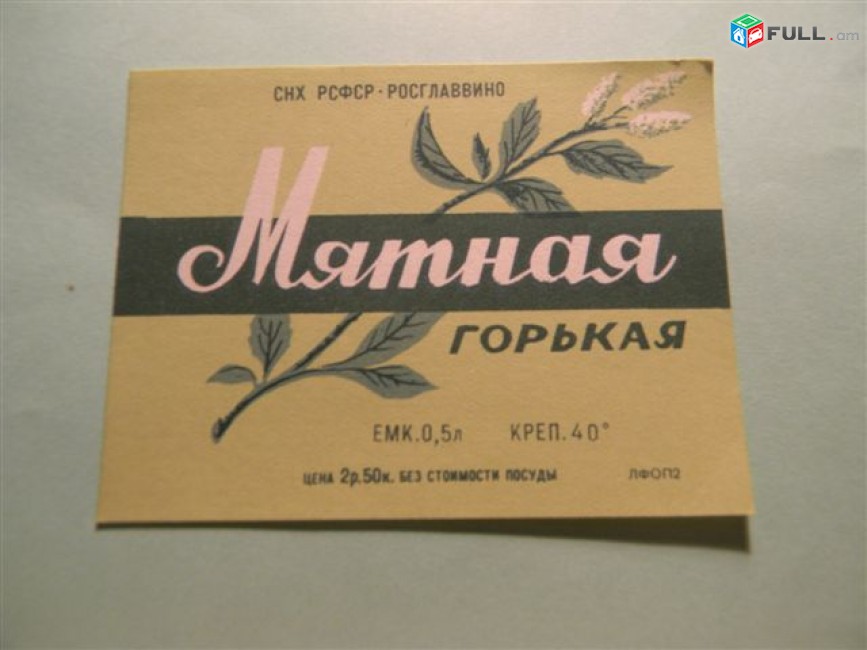 FULL.am
СНХ РСФСР-РОСГЛАВВИНО
Мятная
ГОРЬКАЯ
ЕМК.0,5л КРЕП.40°
ЦЕНА 2р.50к. БЕЗ СТОИМОСТИ ПОСУДЫ ЛФОП2